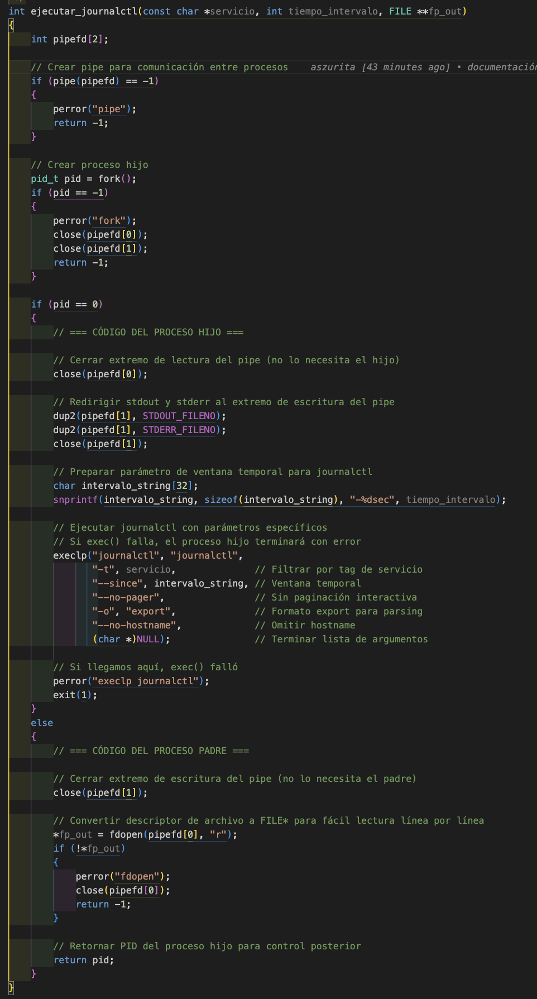 int ejecutar_journalctl(const char *servicio, int tiempo_intervalo, FILE **fp_out)
{
    int pipefd[2];

    // Crear pipe para comunicación entre procesos    aszurita [43 minutes ago] • documentación
    if (pipe(pipefd) == -1)
    {
        perror("pipe");
        return -1;
    }

    // Crear proceso hijo
    pid_t pid = fork();
    if (pid == -1)
    {
        perror("fork");
        close(pipefd[0]);
        close(pipefd[1]);
        return -1;
    }

    if (pid == 0)
    {
        // === CÓDIGO DEL PROCESO HIJO ===

        // Cerrar extremo de lectura del pipe (no lo necesita el hijo)
        close(pipefd[0]);

        // Redirigir stdout y stderr al extremo de escritura del pipe
        dup2(pipefd[1], STDOUT_FILENO);
        dup2(pipefd[1], STDERR_FILENO);
        close(pipefd[1]);

        // Preparar parámetro de ventana temporal para journalctl
        char intervalo_string[32];
        snprintf(intervalo_string, sizeof(intervalo_string), "-%dsec", tiempo_intervalo);

        // Ejecutar journalctl con parámetros específicos
        // Si exec() falla, el proceso hijo terminará con error
        execlp("journalctl", "journalctl",
               "-t", servicio,              // Filtrar por tag de servicio
               "--since", intervalo_string, // Ventana temporal
               "--no-pager",                // Sin paginación interactiva
               "-o", "export",              // Formato export para parsing
               "--no-hostname",             // Omitir hostname
               (char *)NULL);               // Terminar lista de argumentos

        // Si llegamos aquí, exec() falló
        perror("execlp journalctl");
        exit(1);
    }
    else
    {
        // === CÓDIGO DEL PROCESO PADRE ===

        // Cerrar extremo de escritura del pipe (no lo necesita el padre)
        close(pipefd[1]);

        // Convertir descriptor de archivo a FILE* para fácil lectura línea por línea
        *fp_out = fdopen(pipefd[0], "r");
        if (!*fp_out)
        {
            perror("fdopen");
            close(pipefd[0]);
            return -1;
        }

        // Retornar PID del proceso hijo para control posterior
        return pid;
    }
}